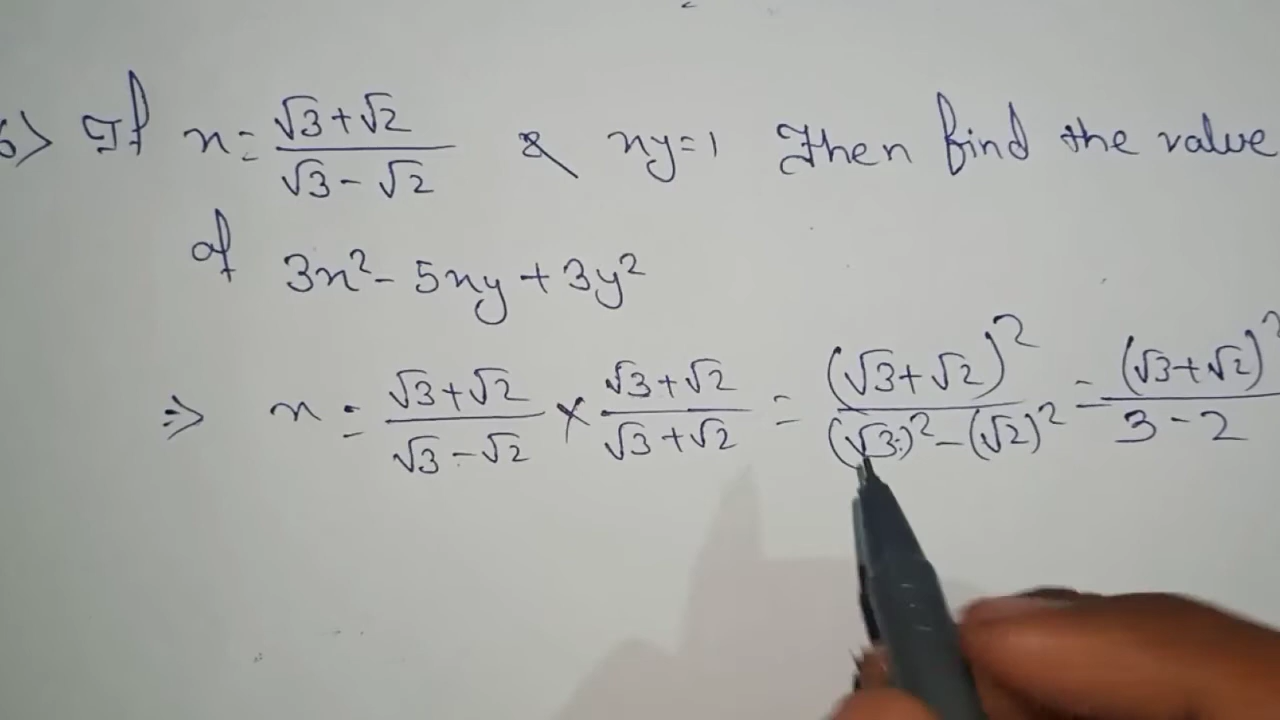 6) If x = (√3+√2)/(√3-√2) & xy=1 Then find the value
of 3x²- 5xy + 3y²
⇒ x = (√3+√2)/(√3-√2) × (√3+√2)/(√3+√2) = (√3+√2)²/((√3)²-(√2)²) = (√3+√2)²/(3-2)